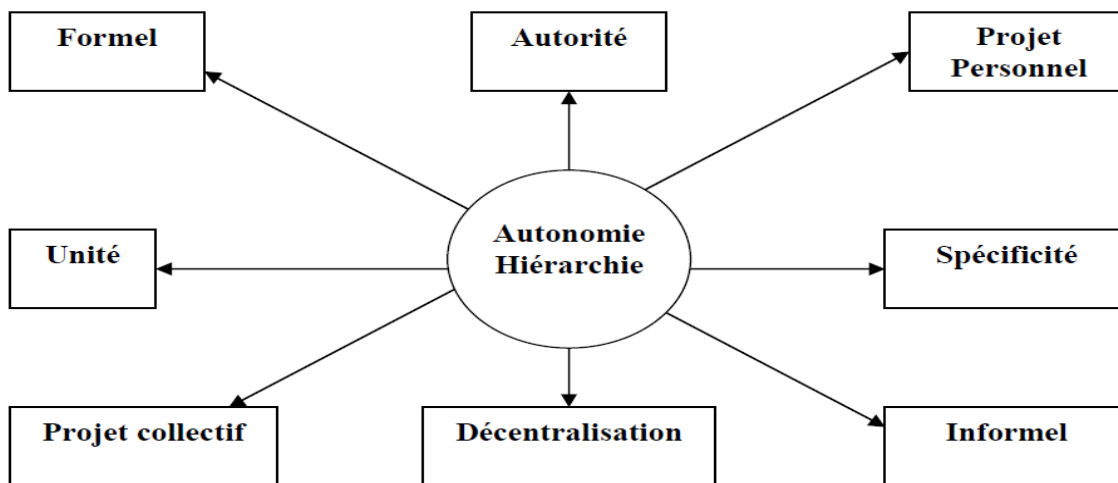 Formel
Autorité
Projet
Personnel
Unité
Autonomie
Hiérarchie
Spécificité
Projet collectif
Décentralisation
Informel